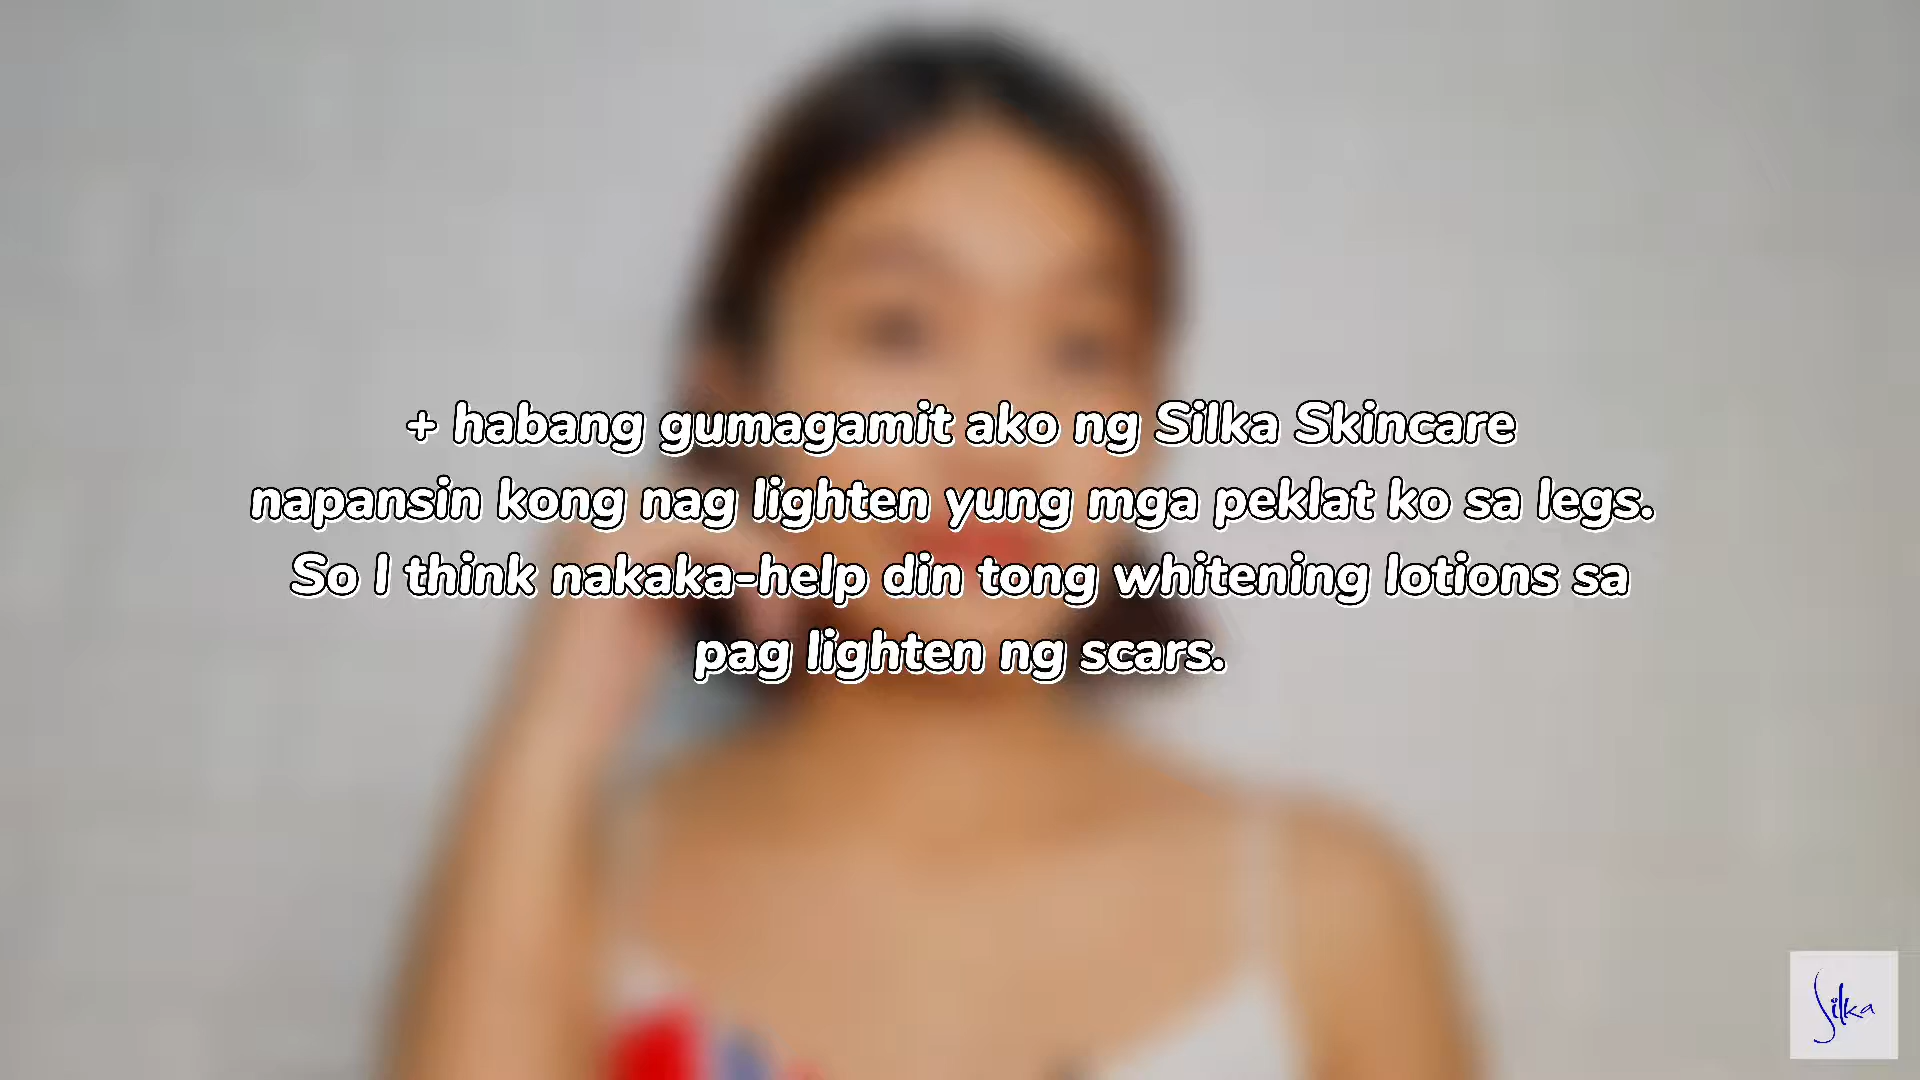 + habang gumagamit ako ng Silka Skincare
napansin kong nag lighten yung mga peklat ko sa legs.
So I think nakaka-help din tong whitening lotions sa
pag lighten ng scars.
Silka